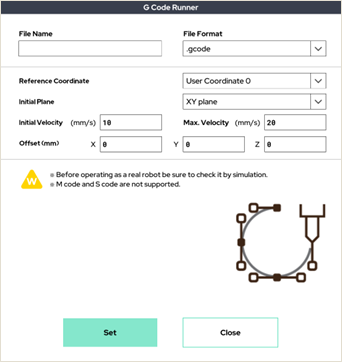 G Code Runner
File Name
File Format
.gcode
Reference Coordinate
User Coordinate 0
Initial Plane
XY plane
Initial Velocity (mm/s) 10 Max. Velocity (mm/s) 20
Offset (mm) X 0 Y 0 Z 0
W
Before operating as a real robot be sure to check it by simulation.
M code and S code are not supported.
Set
Close